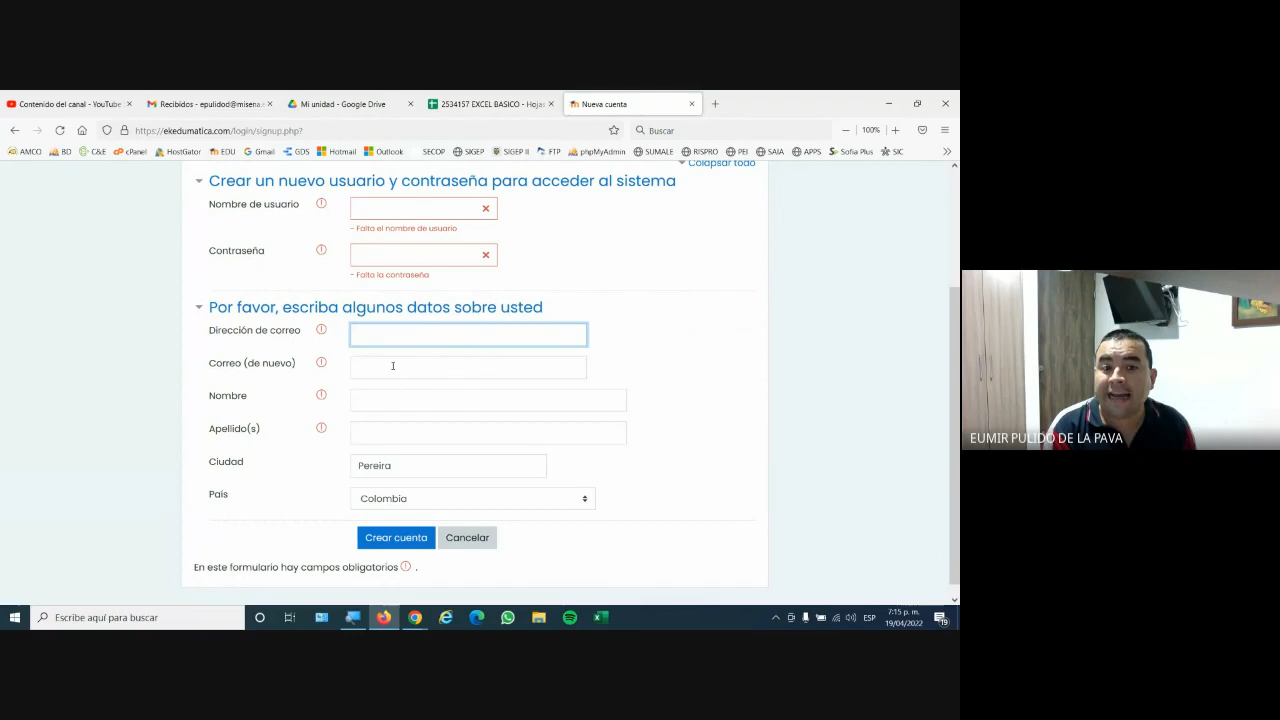 Contenido del canal - YouTube
Recibidos - epulidod@misena.e
Mi unidad - Google Drive
2534157 EXCEL BASICO - Hoja
Nueva cuenta
https://ekedumatica.com/login/signup.php?
Buscar
100%
AMCO BD C&E cPanel HostGator EDU Gmail GDS Hotmail Outlook SECOP SIGEP SIGEP II FTP phpMyAdmin SUMALE RISPRO PEI SAIA APPS Sofia Plus SIC
Colapsar todo
Crear un nuevo usuario y contraseña para acceder al sistema
Nombre de usuario
- Falta el nombre de usuario
Contraseña
- Falta la contraseña
Por favor, escriba algunos datos sobre usted
Dirección de correo
Correo (de nuevo)
Nombre
Apellido(s)
Ciudad
Pereira
País
Colombia
Crear cuenta
Cancelar
En este formulario hay campos obligatorios .
EUMIR PULIDO DE LA PAVA
Escribe aquí para buscar
ESP
7:15 p. m.
19/04/2022
19